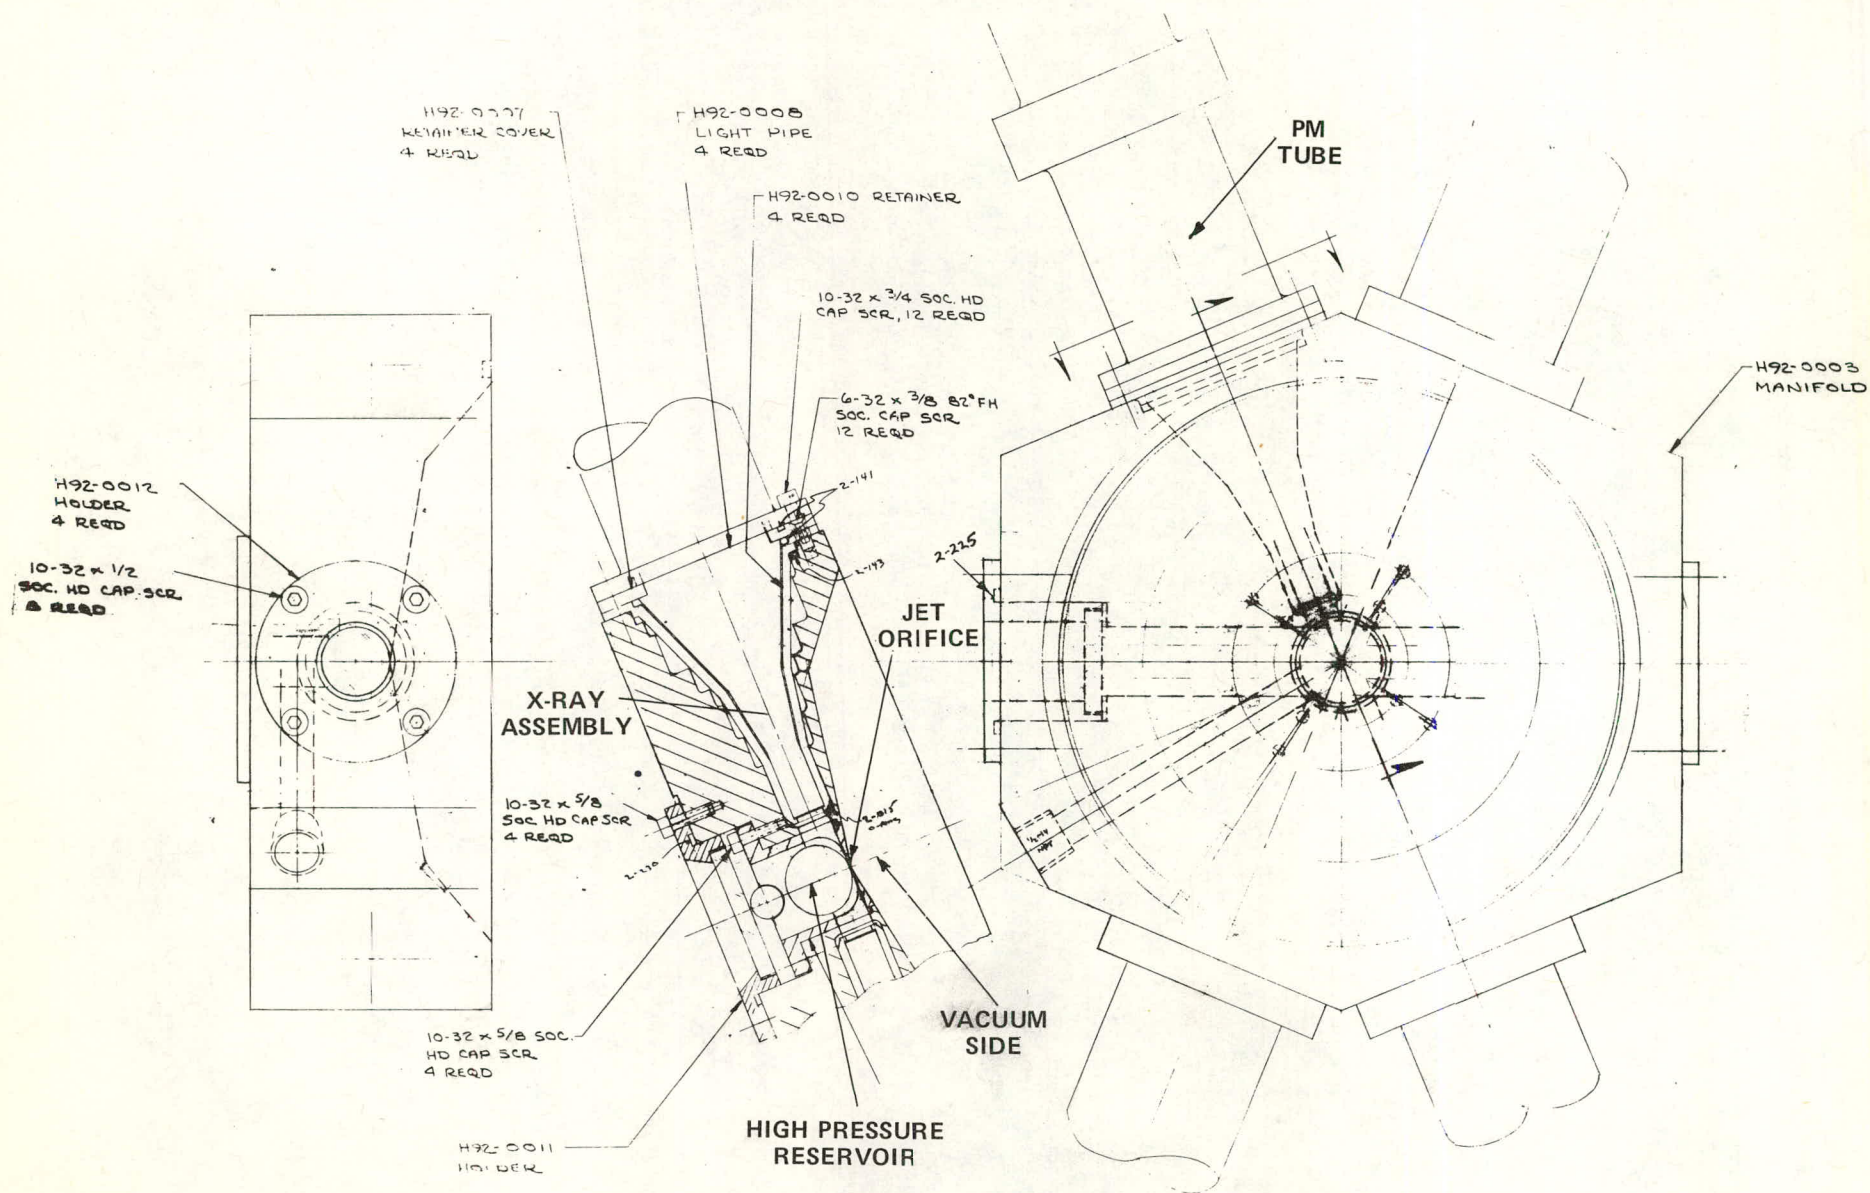 RETAINER COVER
4 REQD
H92-0008
LIGHT PIPE
4 REQD
H92-0010 RETAINER
4 REQD
10-32 x 3/4 SOC. HD
CAP SCR, 12 REQD
6-32 x 3/8 82° FH
SOC. CAP SCR
12 REQD
PM
TUBE
H92-0003
MANIFOLD
H92-0012
HOLDER
4 REQD
10-32 x 1/2
SOC. HD CAP SCR
REQD
2-141
2-143
2-225
JET
ORIFICE
X-RAY
ASSEMBLY
10-32 x 5/8
SOC HD CAP SCR
4 REQD
VACUUM
SIDE
10-32 x 5/8 SOC.
HD CAP SCR
4 REQD
HIGH PRESSURE
RESERVOIR
H92-0011
HOLDER
NPT